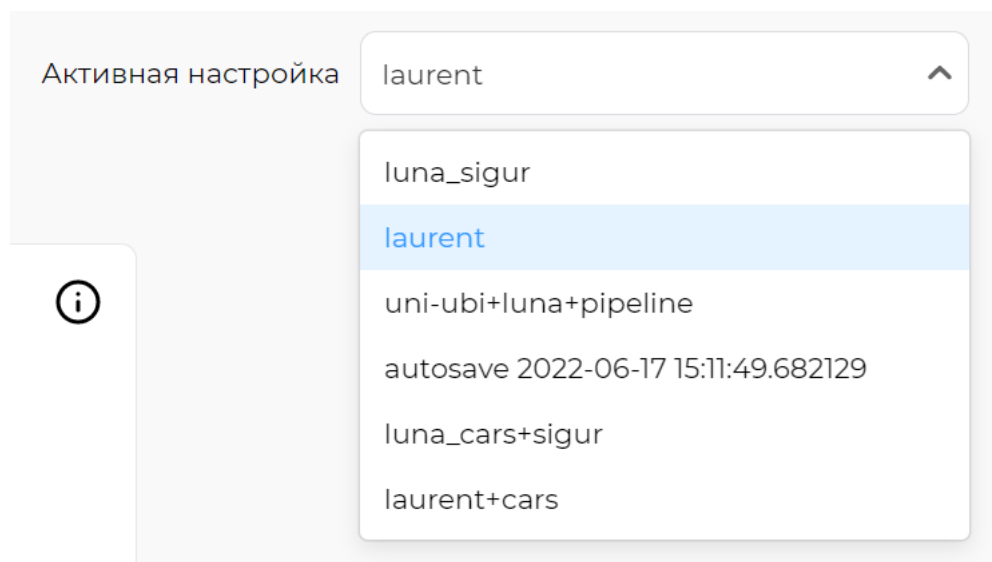 Активная настройка laurent
luna_sigur
laurent
uni-ubi+luna+pipeline
autosave 2022-06-17 15:11:49.682129
luna_cars+sigur
laurent+cars